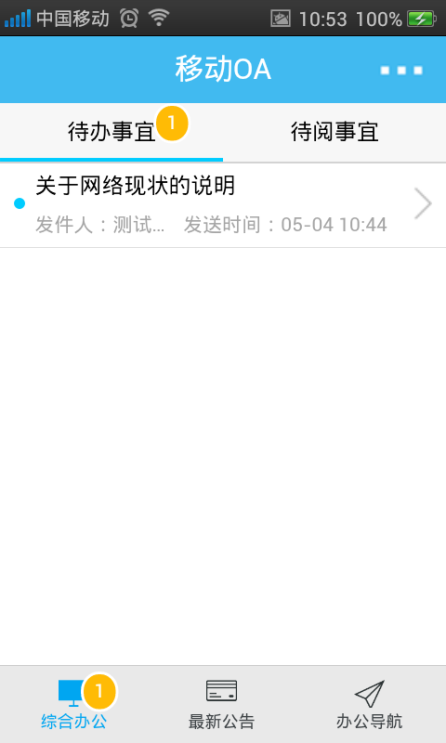 中国移动 10:53 100%
移动OA
待办事宜 1 待阅事宜
关于网络现状的说明
发件人：测试... 发送时间：05-04 10:44
1
综合办公 最新公告 办公导航